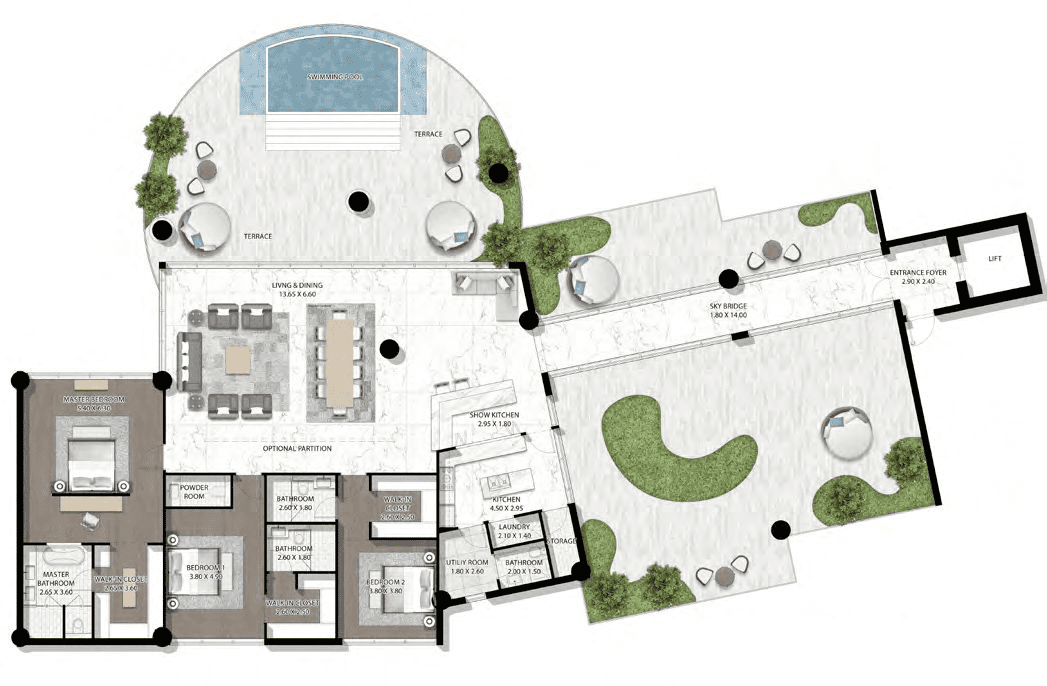 SWIMMING POOL
TERRACE
TERRACE
LIVNG & DINING
13.65 X 6.60
LIFT
ENTRANCE FOYER
2.90 X 2.40
SKY BRIDGE
1.80 X 14.00
MASTER BEDROOM
5.40 X 6.30
SHOW KITCHEN
2.95 X 1.80
OPTIONAL PARTITION
POWDER
ROOM
BATHROOM
2.60 X 1.80
WALK-IN
CLOSET
2.60 X 2.50
KITCHEN
4.50 X 2.95
LAUNDRY
2.10 X 1.40
STORAGE
BATHROOM
2.60 X 1.80
UTILIY ROOM
1.80 X 2.60
BATHROOM
2.00 X 1.50
MASTER
BATHROOM
2.65 X 3.60
WALK-IN CLOSET
2.65 X 3.60
BEDROOM 1
3.80 X 4.90
WALK-IN CLOSET
2.60 X 2.50
BEDROOM 2
3.80 X 3.80